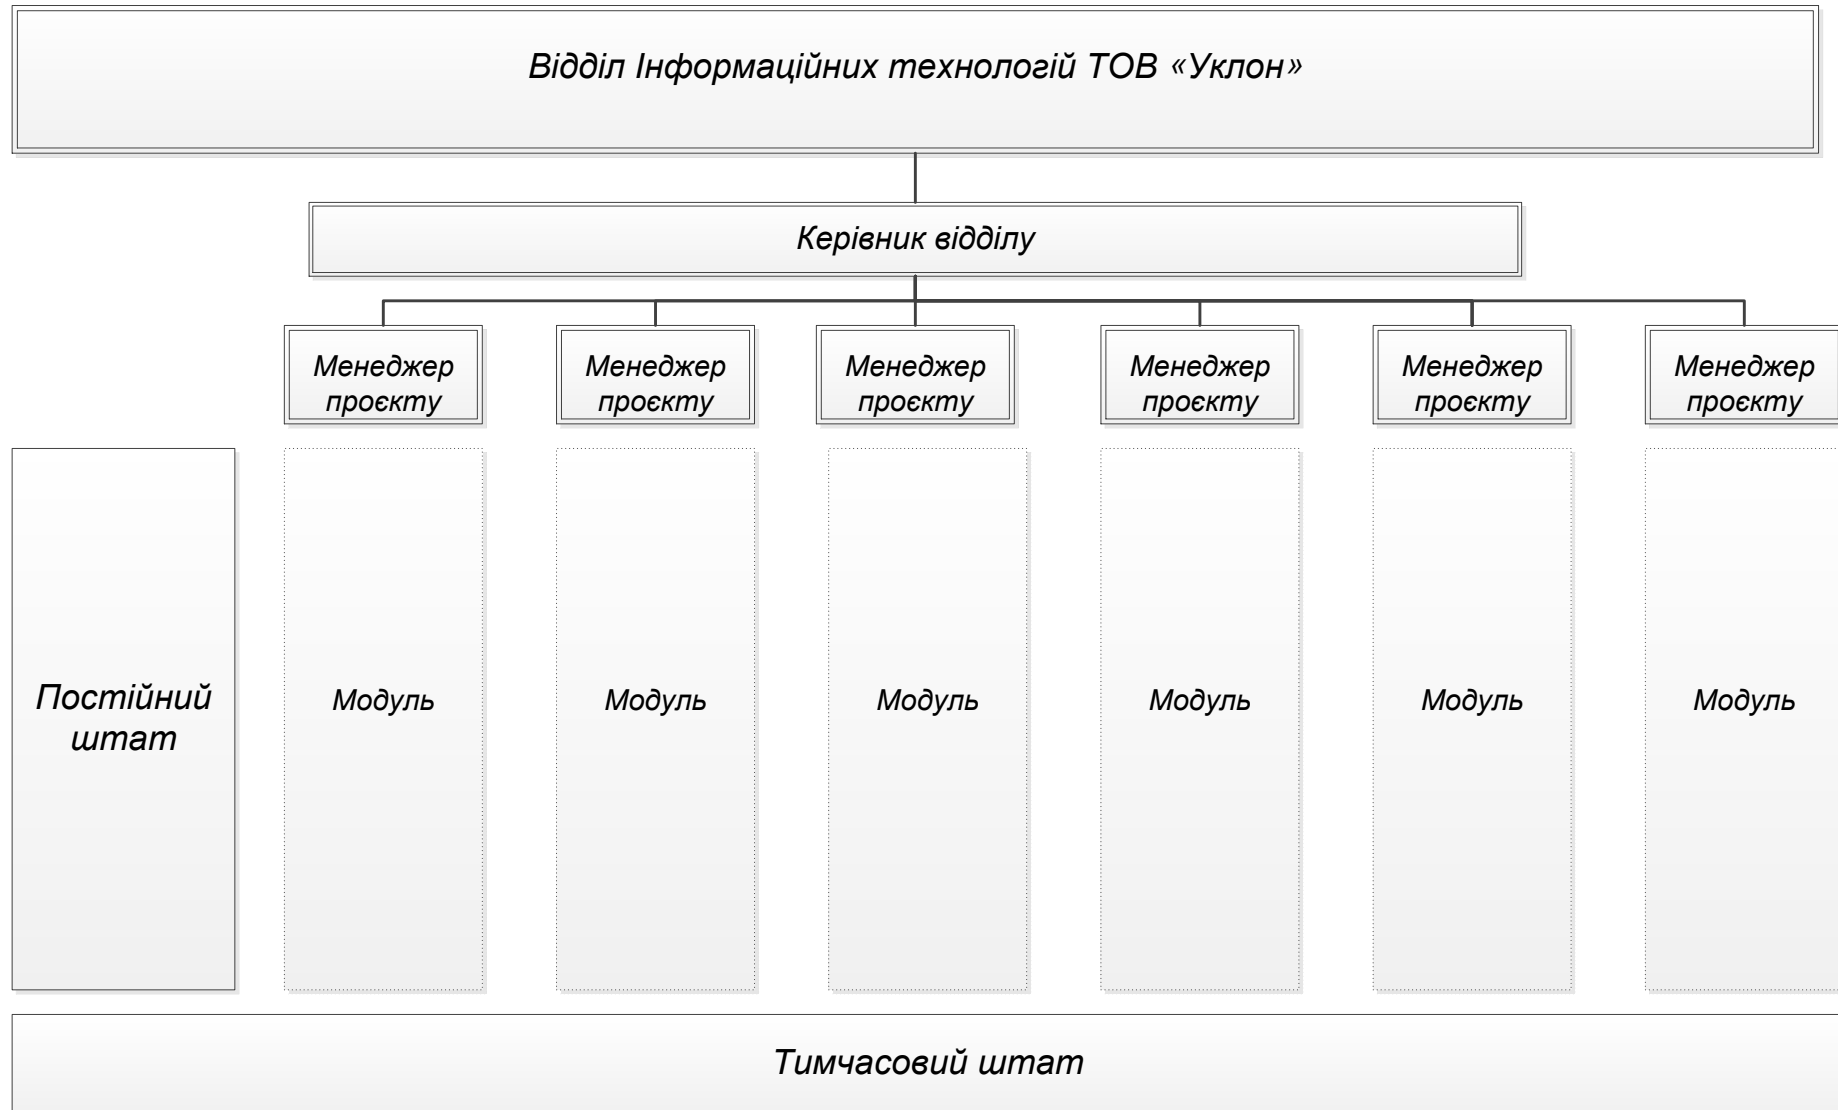 Відділ Інформаційних технологій ТОВ «Уклон»
Керівник відділу
Менеджер
проєкту
Менеджер
проєкту
Менеджер
проєкту
Менеджер
проєкту
Менеджер
проєкту
Менеджер
проєкту
Постійний
штат
Модуль
Модуль
Модуль
Модуль
Модуль
Модуль
Тимчасовий штат